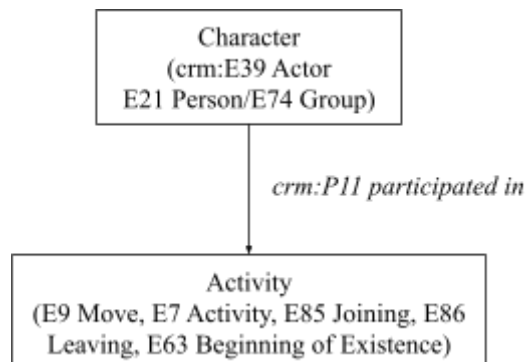 Character
(crm:E39 Actor
E21 Person/E74 Group)
crm:P11 participated in
Activity
(E9 Move, E7 Activity, E85 Joining, E86
Leaving, E63 Beginning of Existence)